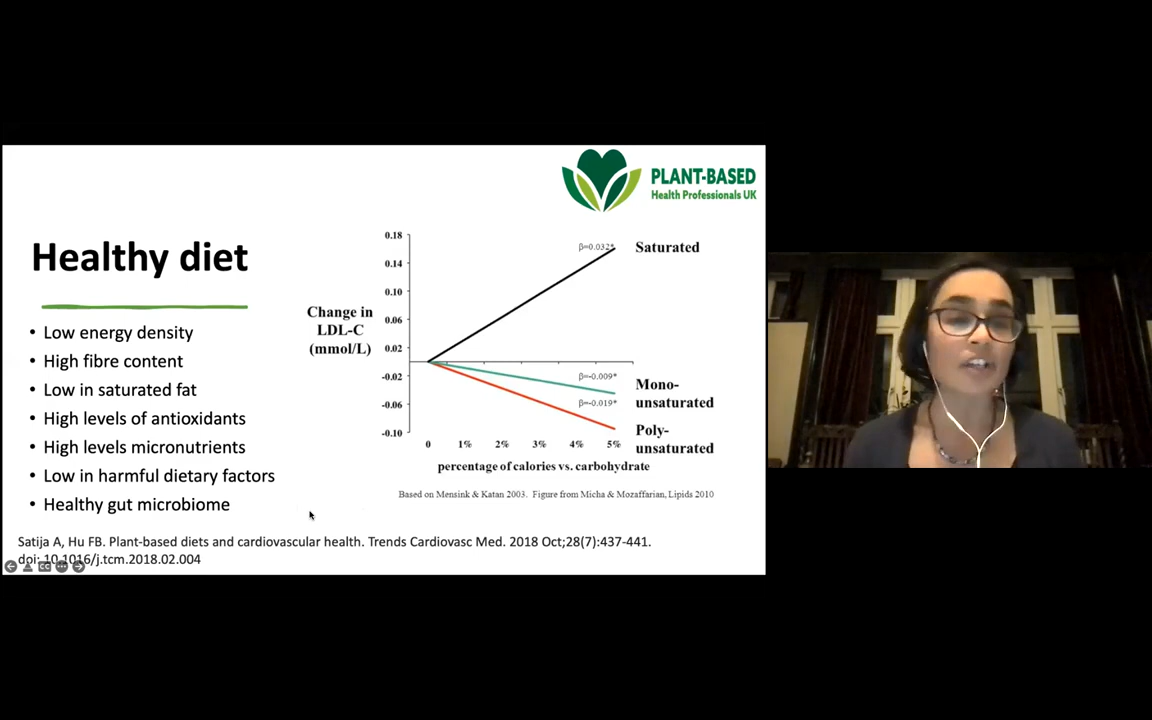 PLANT-BASED
Health Professionals UK
Healthy diet
• Low energy density
• High fibre content
• Low in saturated fat
• High levels of antioxidants
• High levels micronutrients
• Low in harmful dietary factors
• Healthy gut microbiome
Change in
LDL-C
(mmol/L)
0.18
0.14
0.10
0.06
0.02
-0.02
-0.06
-0.10
β=0.032*
Saturated
β=-0.009*
Mono-
unsaturated
β=-0.019*
Poly-
unsaturated
0 1% 2% 3% 4% 5%
percentage of calories vs. carbohydrate
Based on Mensink & Katan 2003. Figure from Micha & Mozaffarian, Lipids 2010
Satija A, Hu FB. Plant-based diets and cardiovascular health. Trends Cardiovasc Med. 2018 Oct;28(7):437-441.
doi: 10.1016/j.tcm.2018.02.004